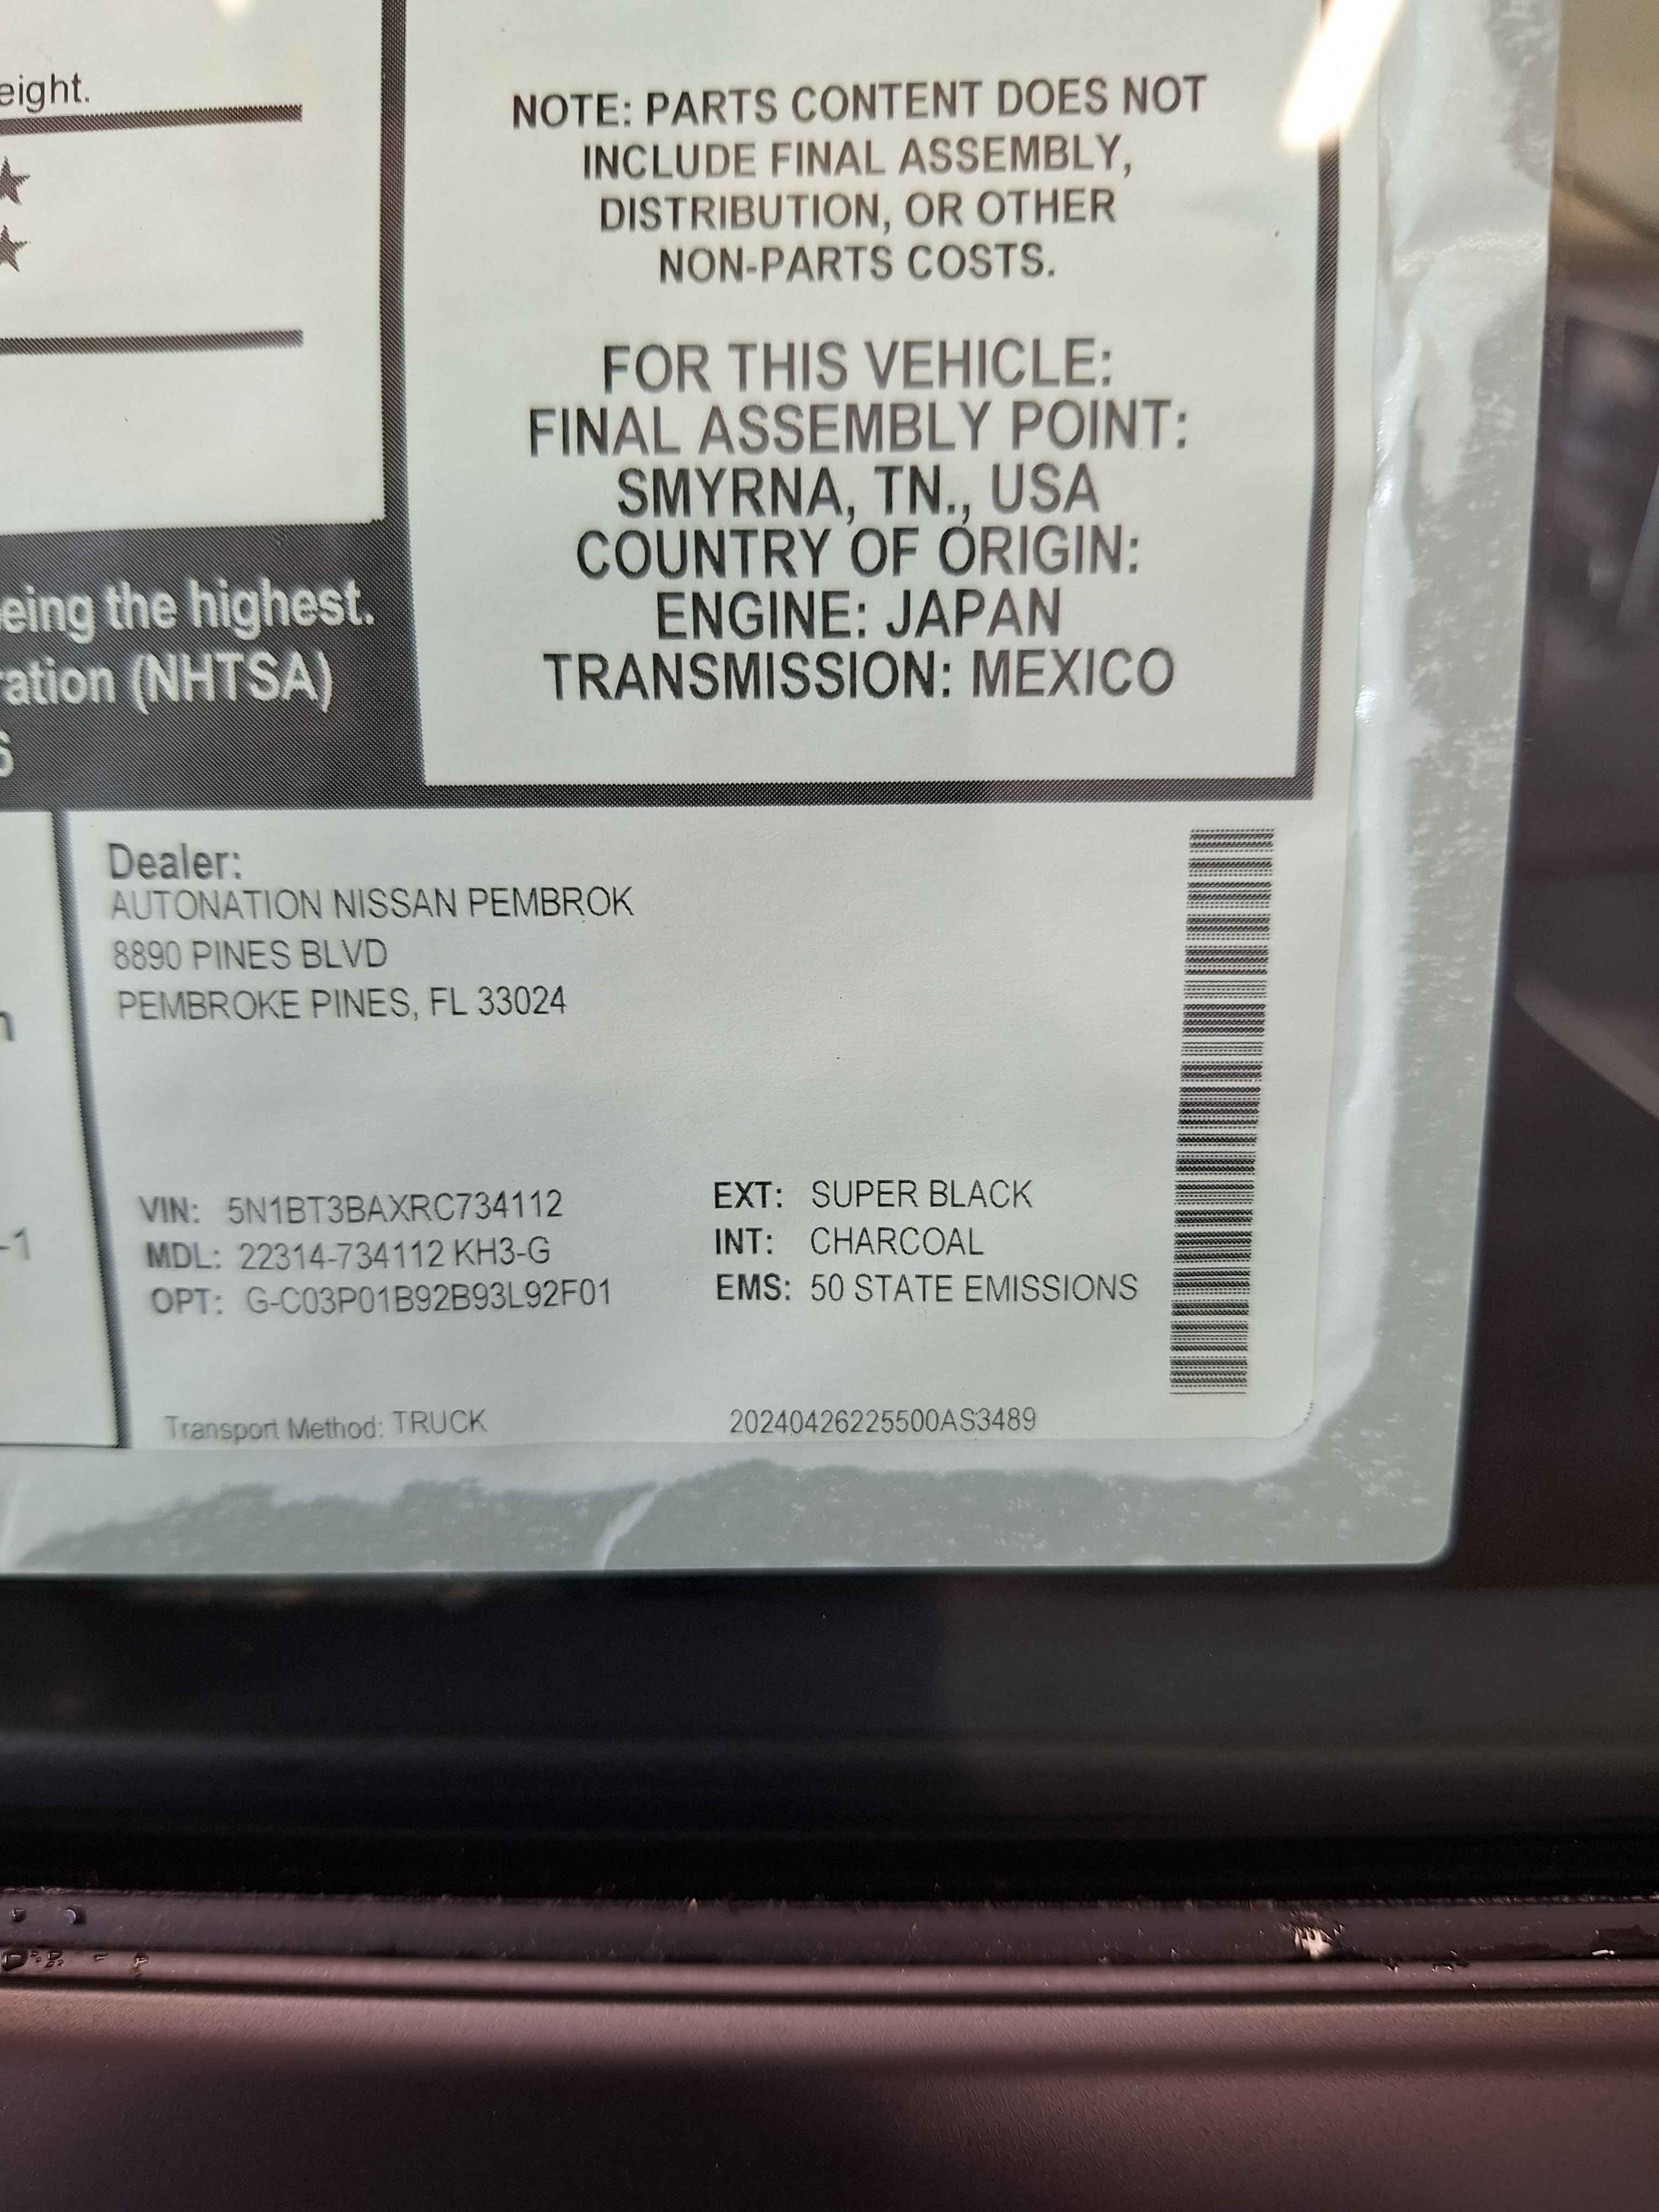 eight.
NOTE: PARTS CONTENT DOES NOT
INCLUDE FINAL ASSEMBLY,
DISTRIBUTION, OR OTHER
NON-PARTS COSTS.
FOR THIS VEHICLE:
FINAL ASSEMBLY POINT:
SMYRNA, TN., USA
COUNTRY OF ORIGIN:
ENGINE: JAPAN
TRANSMISSION: MEXICO
eing the highest.
ration (NHTSA)
Dealer:
AUTONATION NISSAN PEMBROK
8890 PINES BLVD
PEMBROKE PINES, FL 33024
VIN: 5N1BT3BAXRC734112
MDL: 22314-734112 KH3-G
OPT: G-C03P01B92B93L92F01
EXT: SUPER BLACK
INT: CHARCOAL
EMS: 50 STATE EMISSIONS
-1
Transport Method: TRUCK
20240426225500AS3489